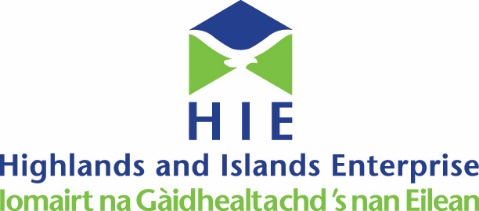 HIE
Highlands and Islands Enterprise
Iomairt na Gàidhealtachd 's nan Eilean